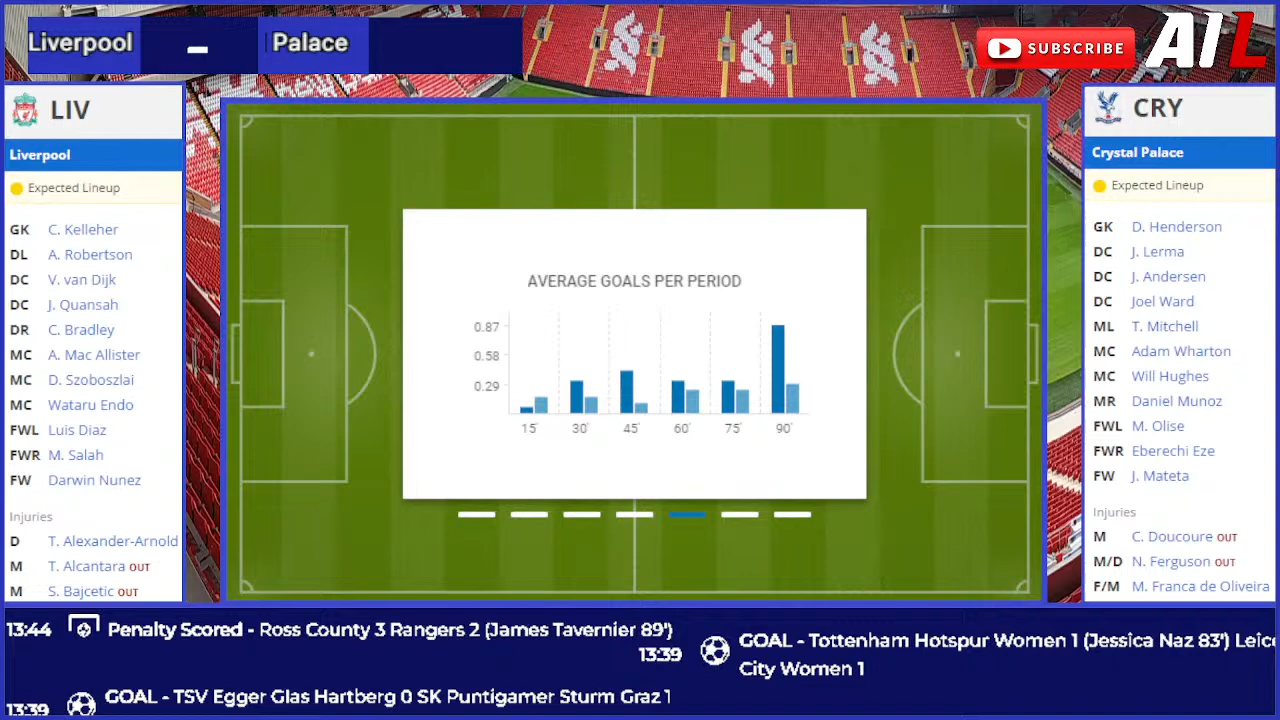 Liverpool
-
Palace
SUBSCRIBE
AIL
LIV
Liverpool
Expected Lineup
GK C. Kelleher
DL A. Robertson
DC V. van Dijk
DC J. Quansah
DR C. Bradley
MC A. Mac Allister
MC D. Szoboszlai
MC Wataru Endo
FWL Luis Diaz
FWR M. Salah
FW Darwin Nunez
Injuries
D T. Alexander-Arnold
M T. Alcantara OUT
M S. Bajcetic OUT
AVERAGE GOALS PER PERIOD
0.87
0.58
0.29
15' 30' 45' 60' 75' 90'
CRY
Crystal Palace
Expected Lineup
GK D. Henderson
DC J. Lerma
DC J. Andersen
DC Joel Ward
ML T. Mitchell
MC Adam Wharton
MC Will Hughes
MR Daniel Munoz
FWL M. Olise
FWR Eberechi Eze
FW J. Mateta
Injuries
M C. Doucoure OUT
M/D N. Ferguson OUT
F/M M. Franca de Oliveira
13:44 Penalty Scored - Ross County 3 Rangers 2 (James Tavernier 89')
13:39 GOAL - Tottenham Hotspur Women 1 (Jessica Naz 83') Leice
City Women 1
13:39 GOAL - TSV Egger Glas Hartberg 0 SK Puntigamer Sturm Graz 1